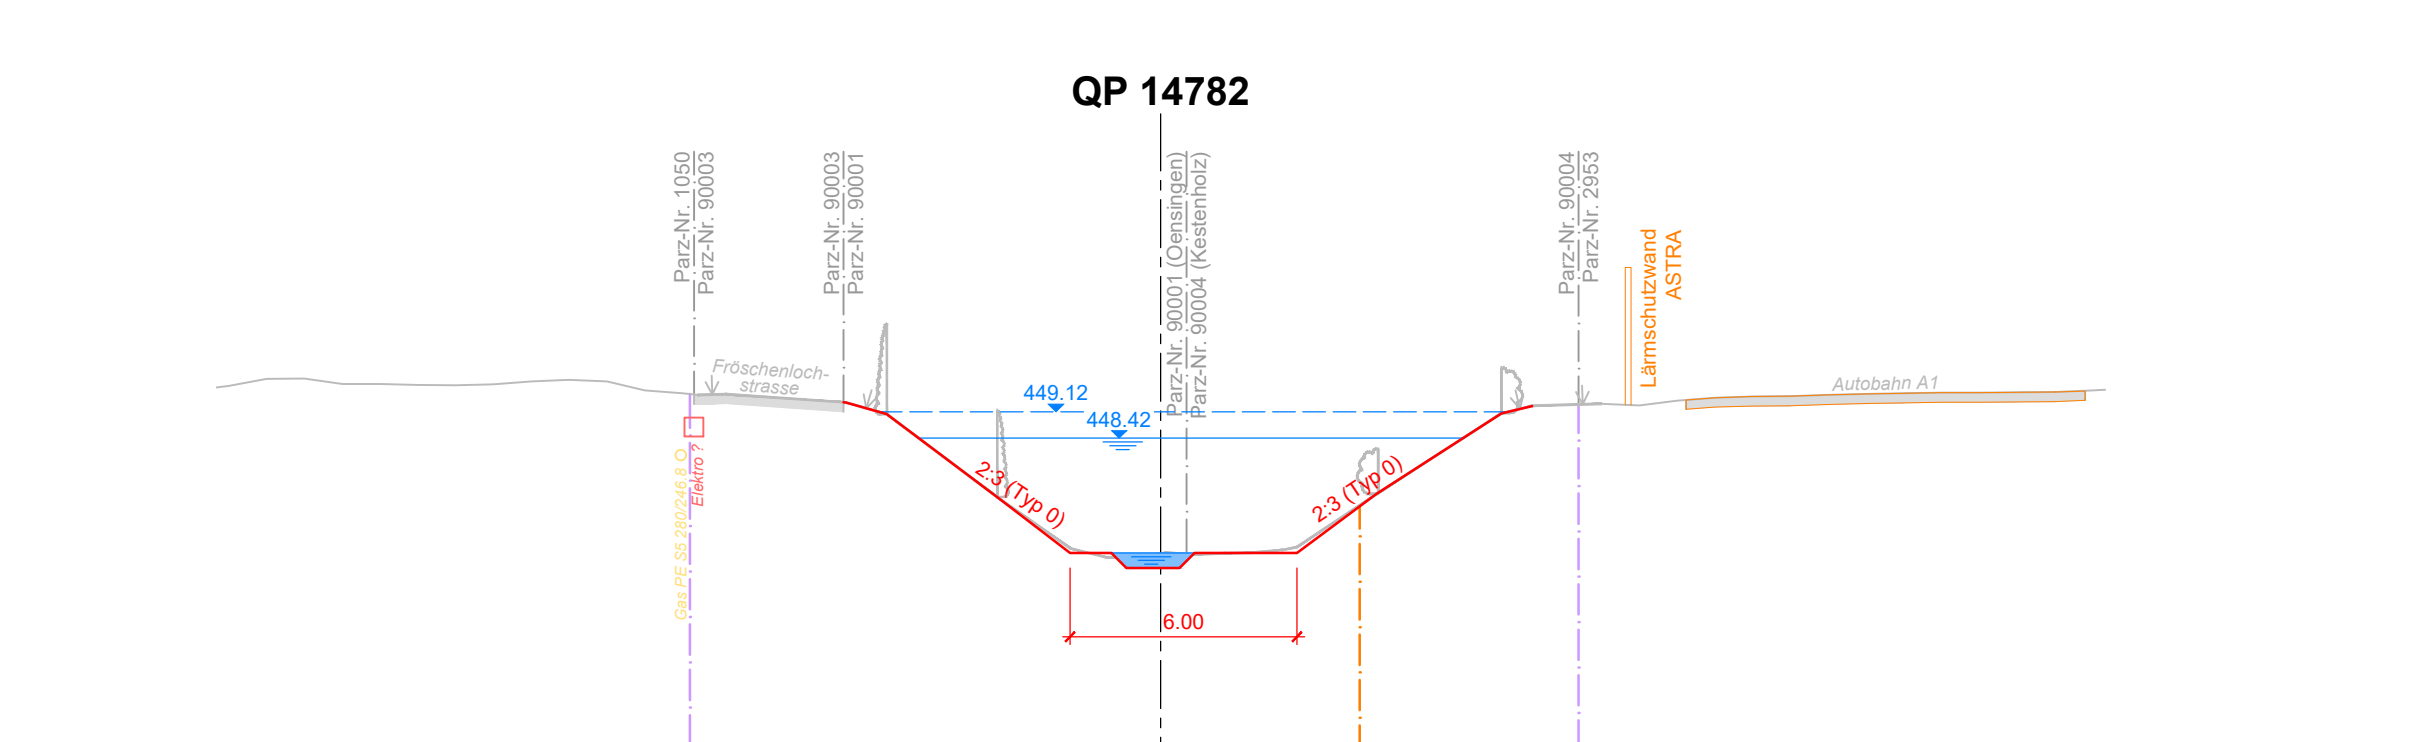 QP 14782
Parz-Nr. 1050
Parz-Nr. 90003
Parz-Nr. 90003
Parz-Nr. 90001
Parz-Nr. 90001 (Oensingen)
Parz-Nr. 90004 (Kestenholz)
Parz-Nr. 90004
Parz-Nr. 2953
Lärmschutzwand
ASTRA
Fröschenloch-
strasse
Autobahn A1
449.12
448.42
Elektro ?
Gas PE S5 280/246.8
2:3 (Typ 0)
2:3 (Typ 0)
6.00